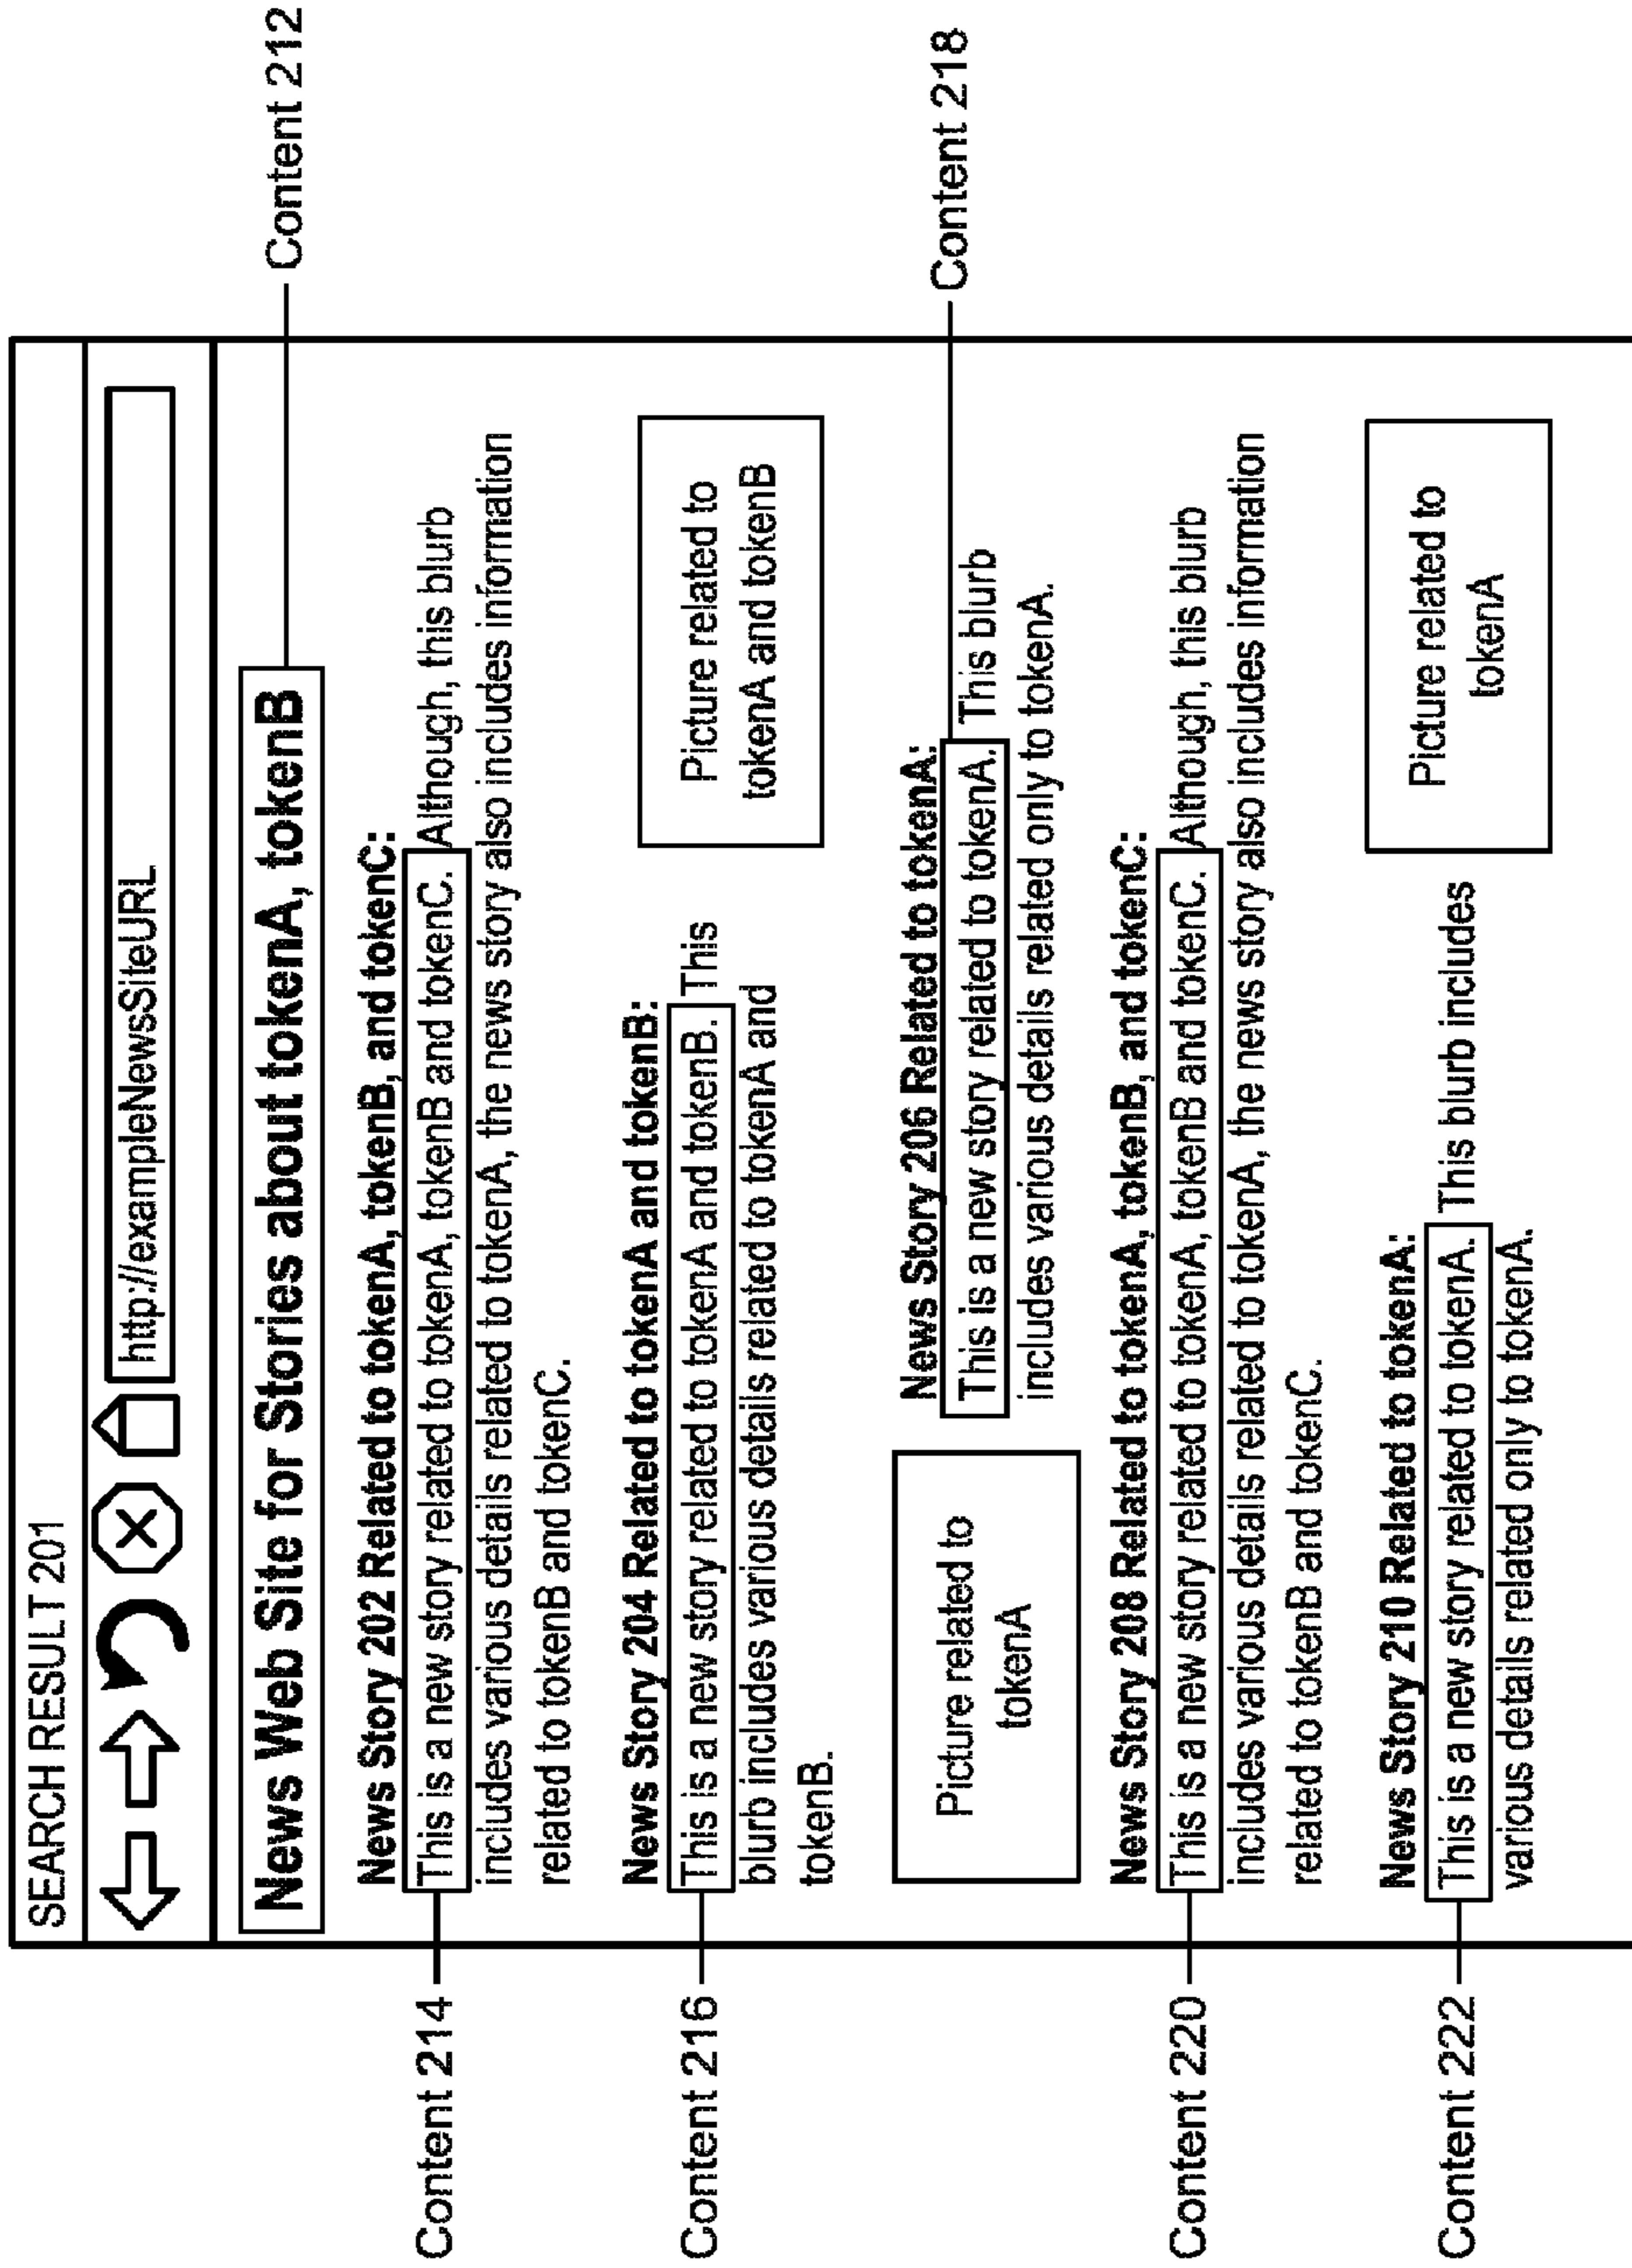 SEARCH RESULT 201
http://exampleNewsSiteURL
News Web Site for Stories about tokenA, tokenB
Content 212
News Story 202 Related to tokenA, tokenB, and tokenC:
Content 214
This is a new story related to tokenA, tokenB and tokenC. Although, this blurb
includes various details related to tokenA, the news story also includes information
related to tokenB and tokenC.
News Story 204 Related to tokenA and tokenB:
Content 216
This is a new story related to tokenA and tokenB. This
blurb includes various details related to tokenA and
tokenB.
Picture related to
tokenA and tokenB
Picture related to
tokenA
News Story 206 Related to tokenA:
This is a new story related to tokenA. This blurb
includes various details related only to tokenA.
Content 218
News Story 208 Related to tokenA, tokenB, and tokenC:
Content 220
This is a new story related to tokenA, tokenB and tokenC. Although, this blurb
includes various details related to tokenA, the news story also includes information
related to tokenB and tokenC.
News Story 210 Related to tokenA:
Content 222
This is a new story related to tokenA. This blurb includes
various details related only to tokenA.
Picture related to
tokenA